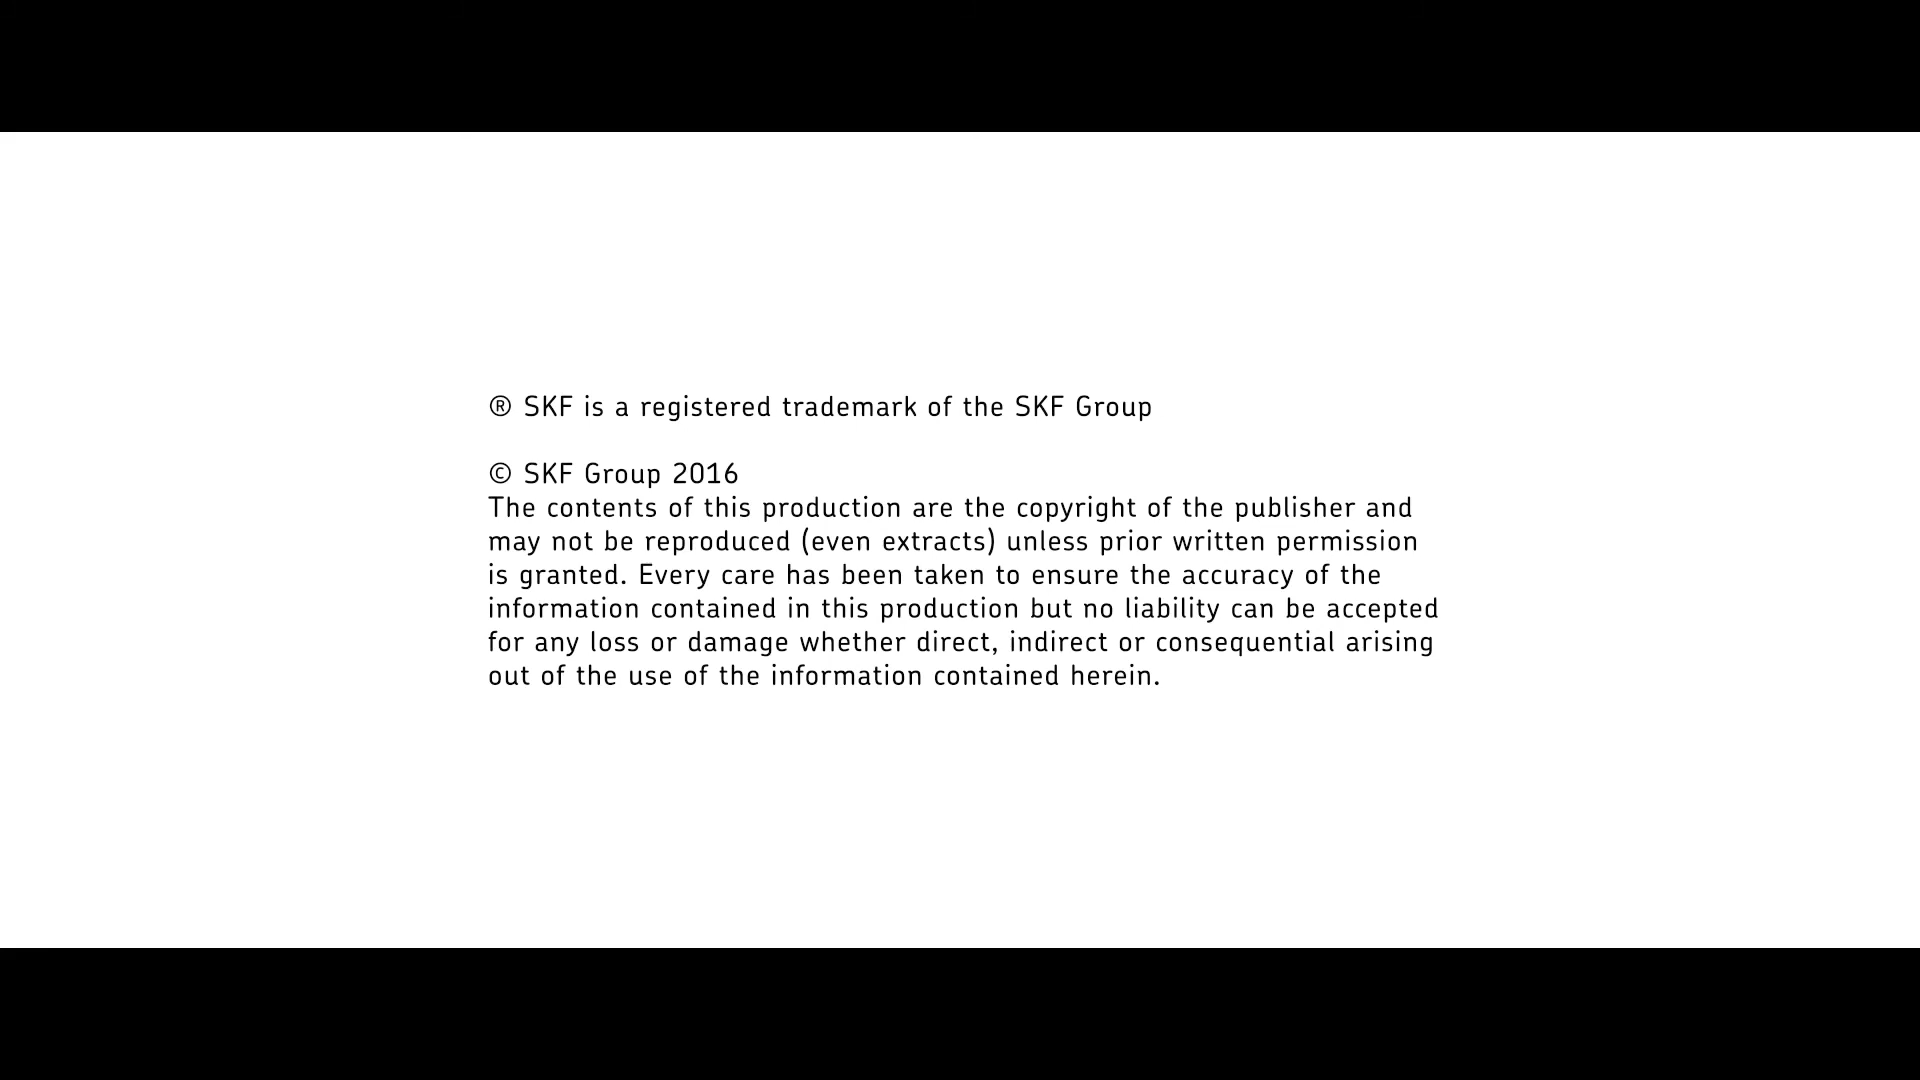 ® SKF is a registered trademark of the SKF Group
© SKF Group 2016
The contents of this production are the copyright of the publisher and
may not be reproduced (even extracts) unless prior written permission
is granted. Every care has been taken to ensure the accuracy of the
information contained in this production but no liability can be accepted
for any loss or damage whether direct, indirect or consequential arising
out of the use of the information contained herein.